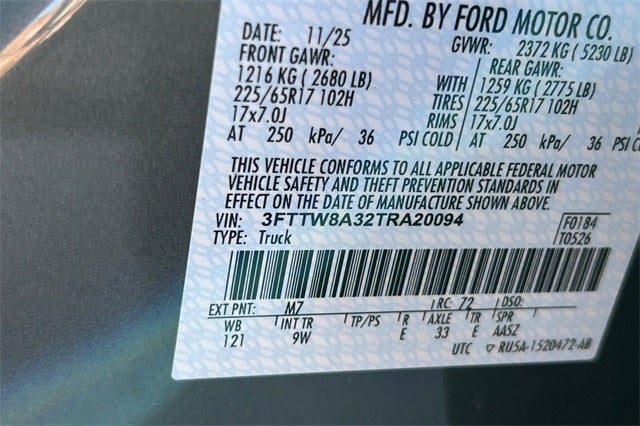 MFD. BY FORD MOTOR CO.
DATE: 11/25 GVWR: 2372 KG ( 5230 LB)
FRONT GAWR: REAR GAWR:
1216 KG ( 2680 LB) WITH 1259 KG ( 2775 LB)
225/65R17 102H TIRES 225/65R17 102H
17x7.0J RIMS 17x7.0J
AT 250 kPa/ 36 PSI COLD AT 250 kPa/ 36 PSI
THIS VEHICLE CONFORMS TO ALL APPLICABLE FEDERAL MOTOR
VEHICLE SAFETY AND THEFT PREVENTION STANDARDS IN
EFFECT ON THE DATE OF MANUFACTURE SHOWN ABOVE
VIN: 3FTTW8A32TRA20094 F0184
TYPE: Truck T0526
EXT PNT: M7 RC: 72 DSO:
WB INT TR TP/PS R AXLE TR SPR
121 9W E 33 E AASZ
UTC ▽ RU5A-1520472-AB